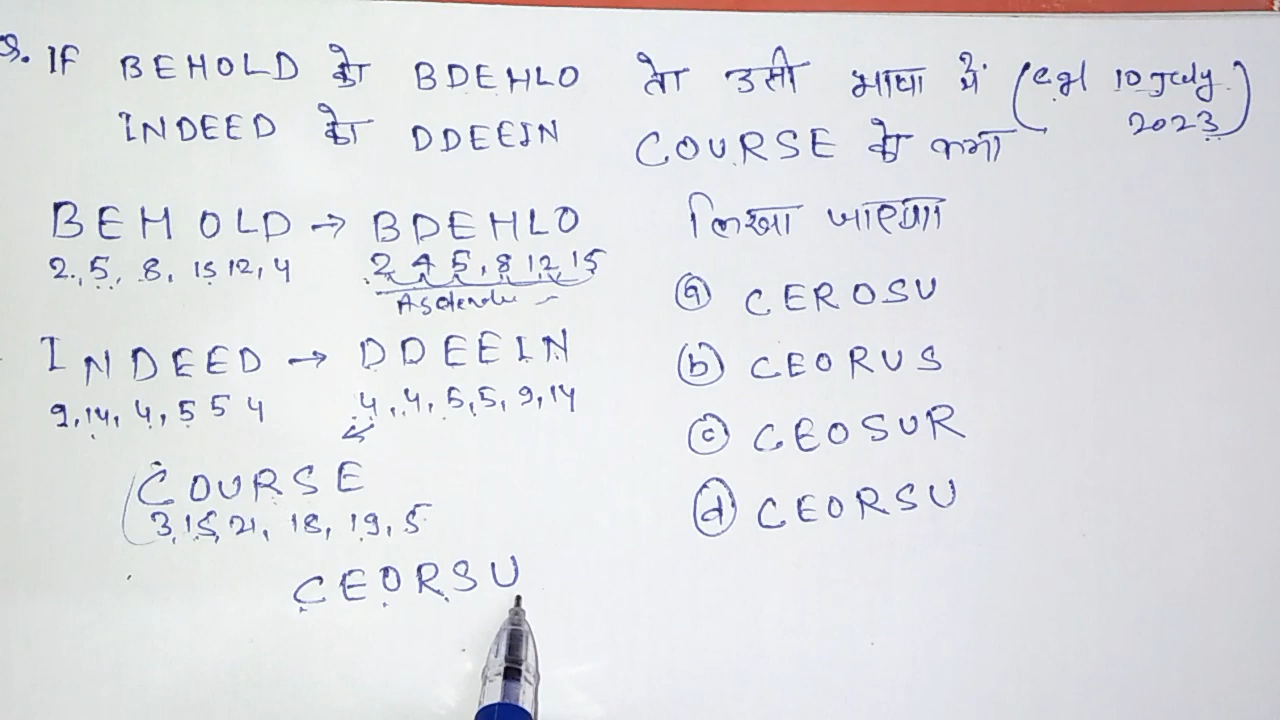 Q. IF BEHOLD को BDEHLO
INDEED को DDEEIN
तो उसी भाषा में (cgl 10 July 2023)
COURSE को क्या
लिखा जाएगा
(a) CEROSU
(b) CEORUS
(c) CEOSUR
(d) CEORSU
BEHOLD → BDEHLO
2, 5, 8, 15 12, 4 2 4 5, 8 12, 15
INDEED → DDEEIN
9, 14, 4, 5 5 4 4, 4, 5, 5, 9, 14
COURSE
3, 15, 21, 18, 19, 5
CEORSU